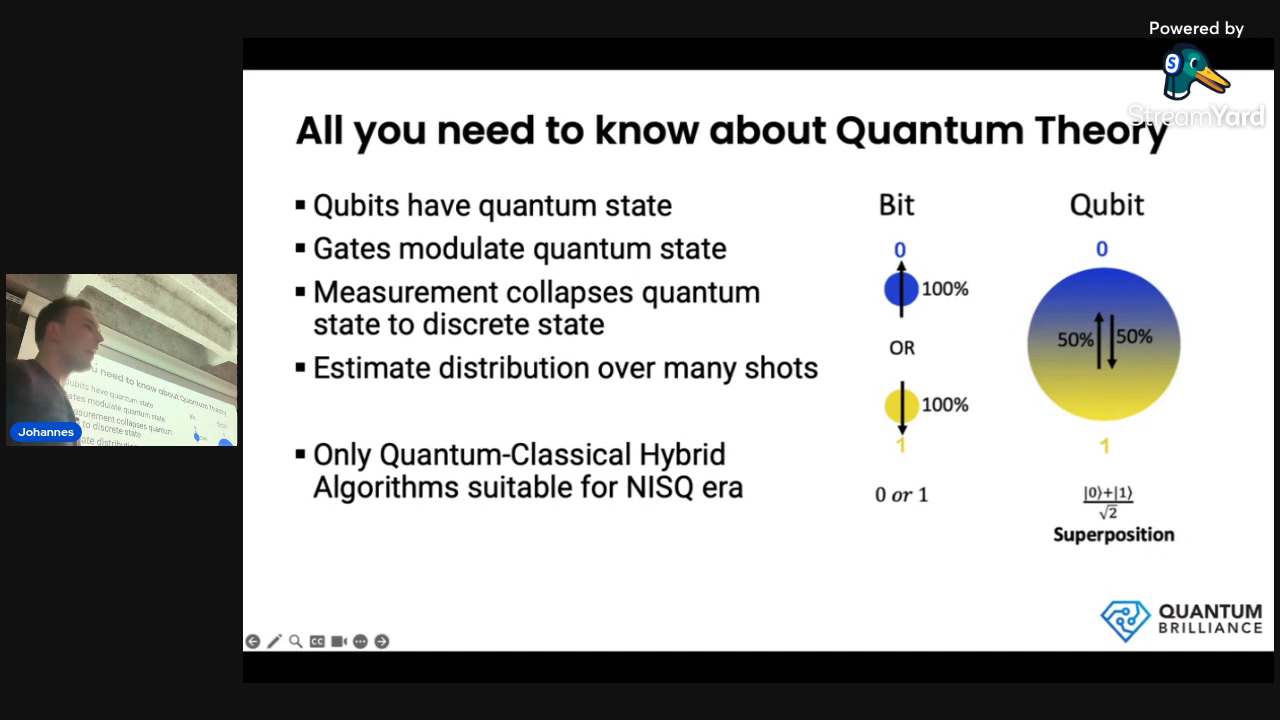 Powered by
StreamYard
All you need to know about Quantum Theory
▪ Qubits have quantum state
▪ Gates modulate quantum state
▪ Measurement collapses quantum
state to discrete state
▪ Estimate distribution over many shots
▪ Only Quantum-Classical Hybrid
Algorithms suitable for NISQ era
Bit
0
100%
OR
100%
1
0 or 1
Qubit
0
50% 50%
1
|0⟩+|1⟩
√2
Superposition
QUANTUM
BRILLIANCE
CC
S
Johannes